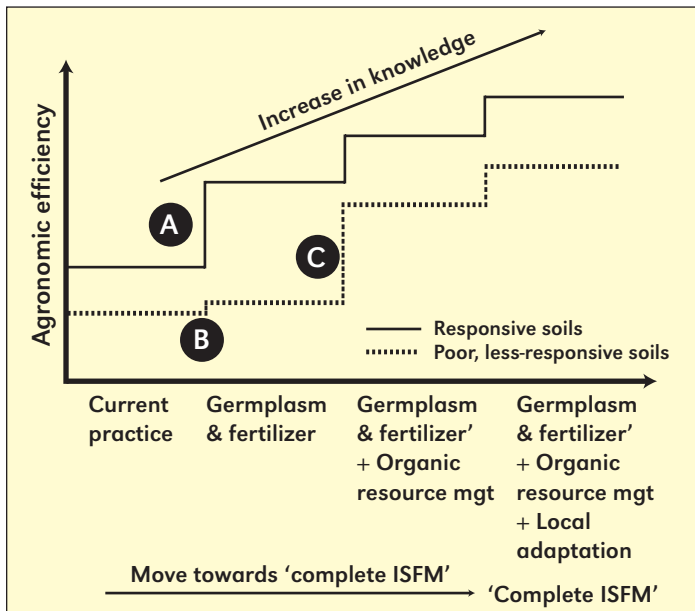 Increase in knowledge
Agronomic efficiency
A
C
B
Responsive soils
Poor, less-responsive soils
Current
practice
Germplasm
& fertilizer
Germplasm
& fertilizer’
+ Organic
resource mgt
Germplasm
& fertilizer’
+ Organic
resource mgt
+ Local
adaptation
Move towards ‘complete ISFM’
‘Complete ISFM’